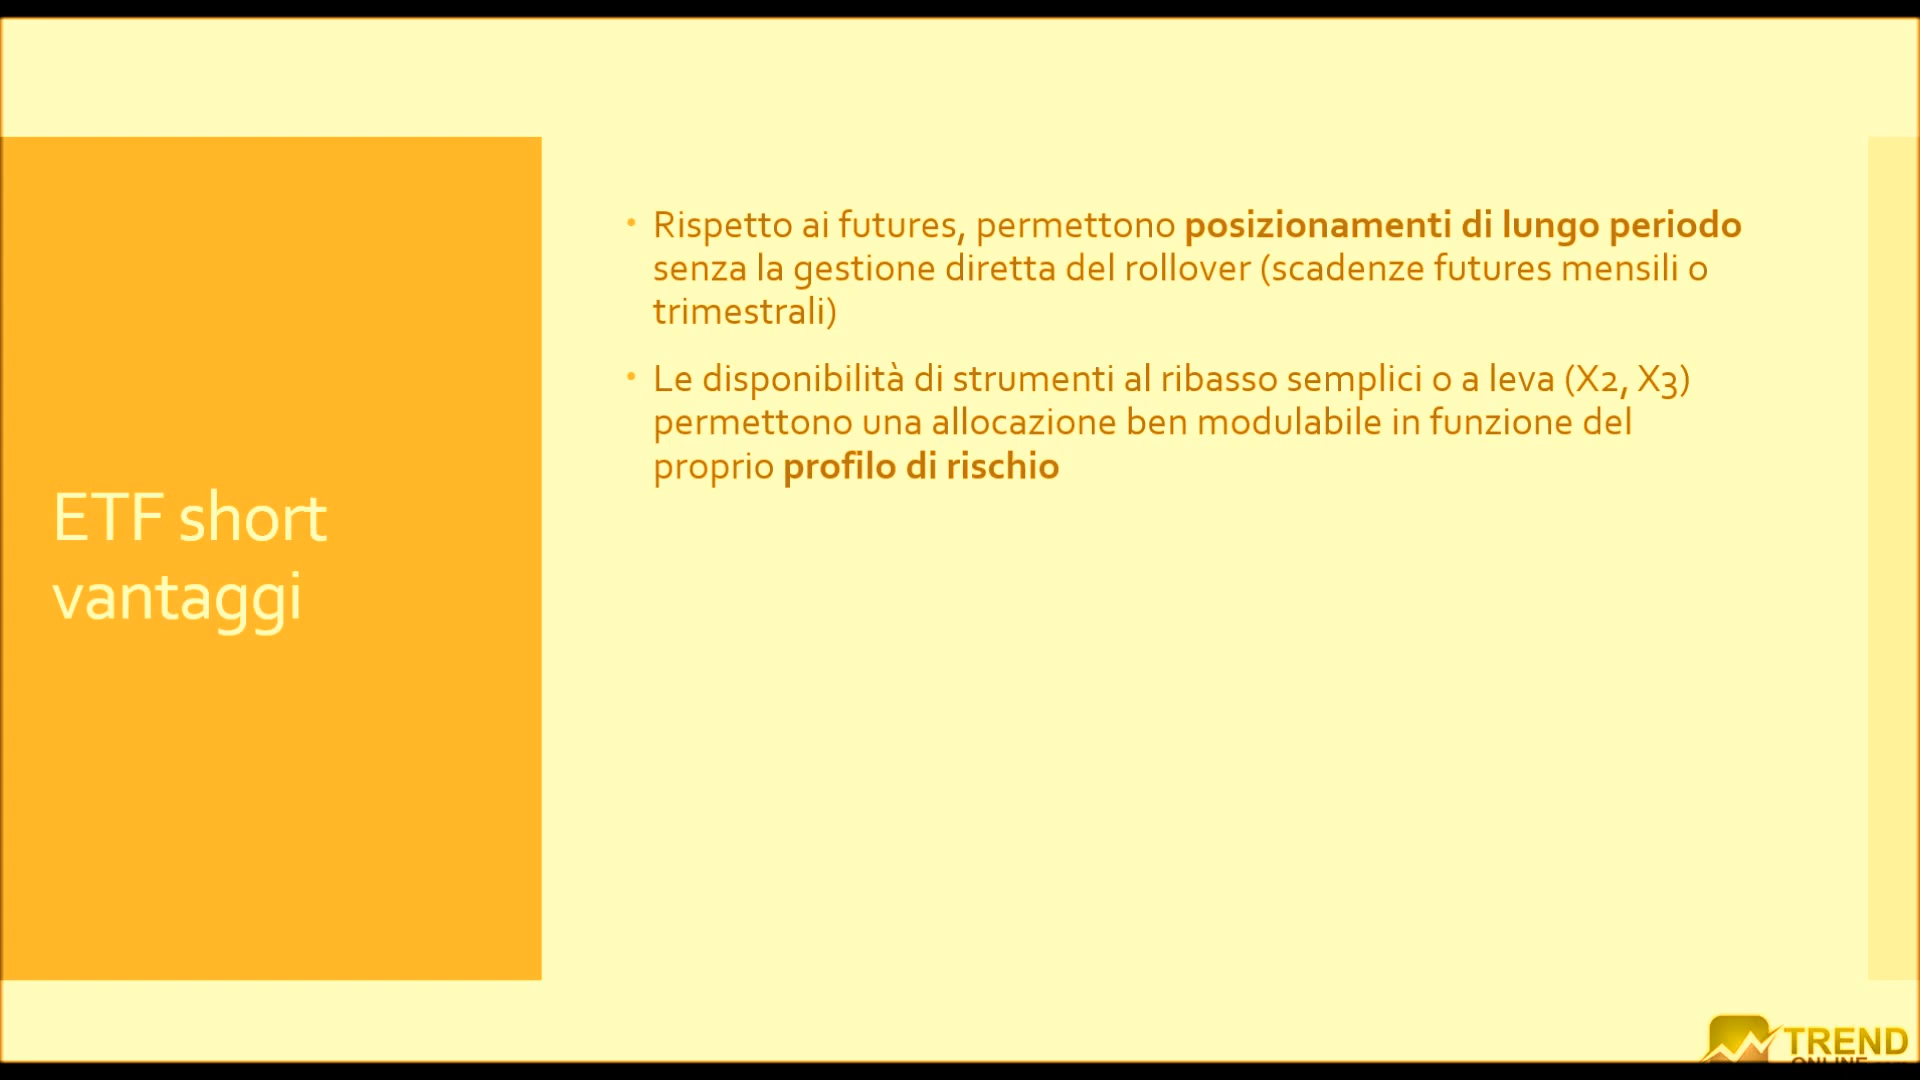 ETF short
vantaggi
• Rispetto ai futures, permettono posizionamenti di lungo periodo
senza la gestione diretta del rollover (scadenze futures mensili o
trimestrali)
• Le disponibilità di strumenti al ribasso semplici o a leva (X2, X3)
permettono una allocazione ben modulabile in funzione del
proprio profilo di rischio
TREND
ONLINE